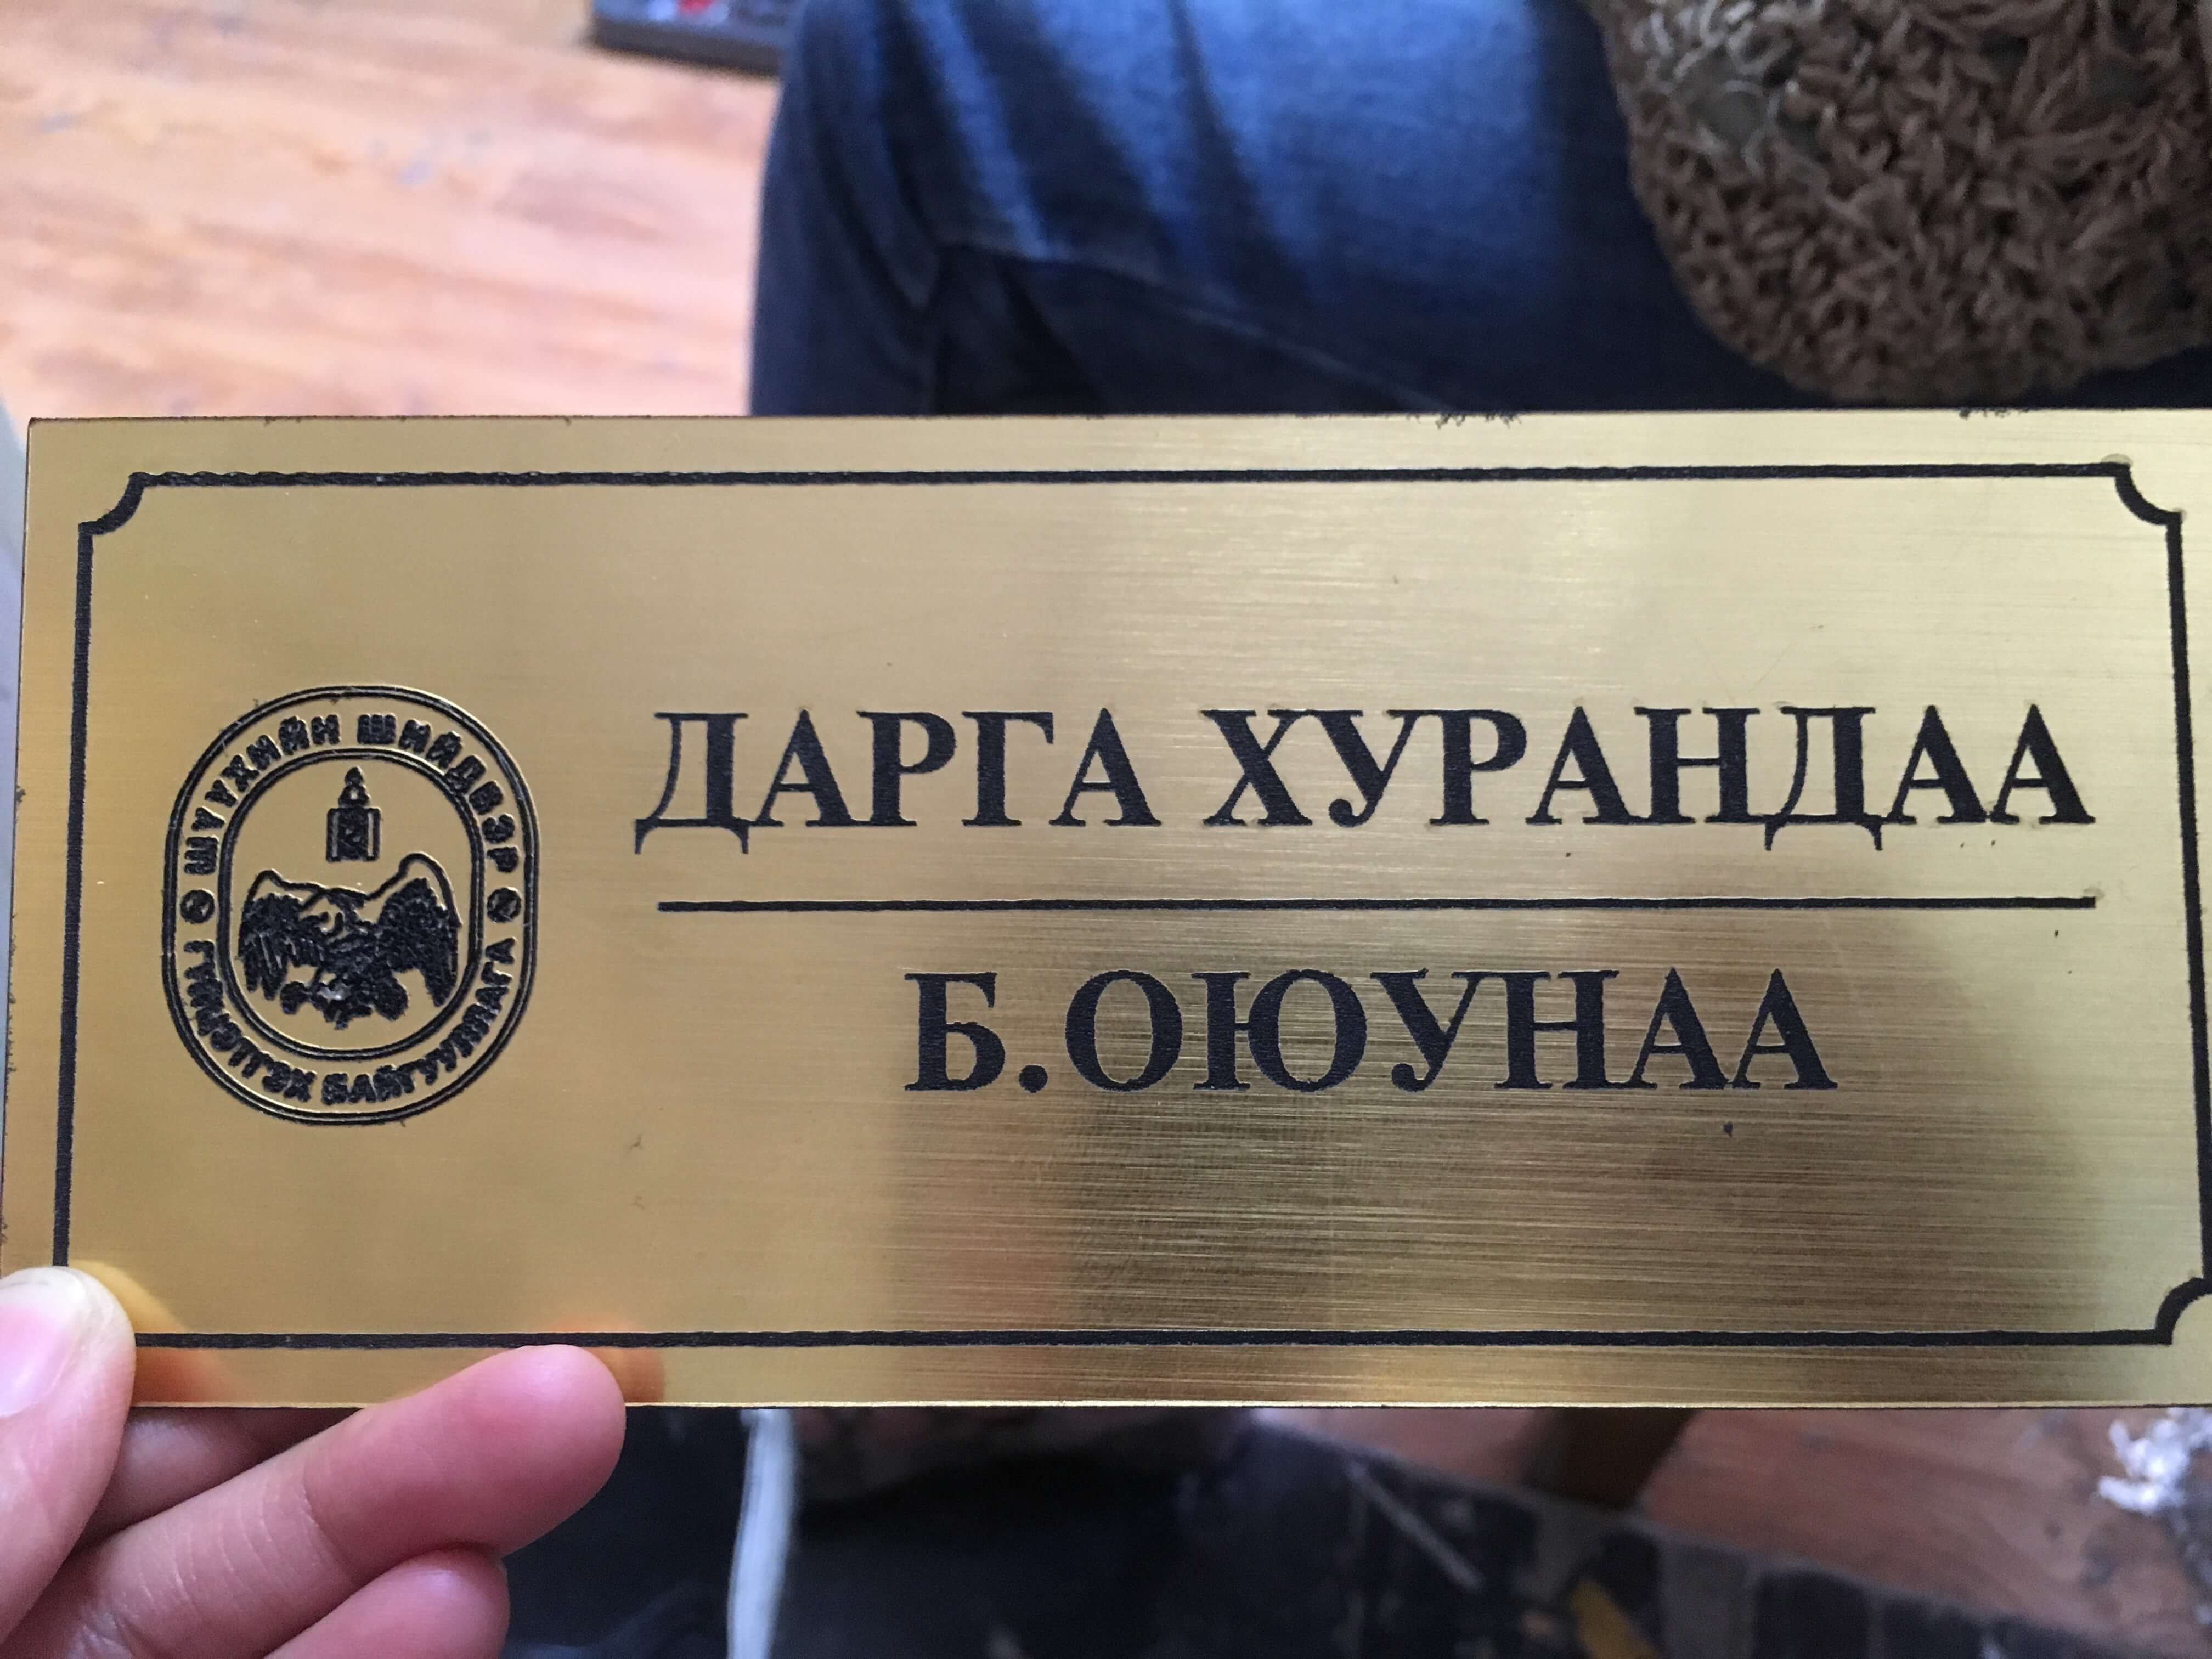 ШҮҮХИЙН ШИЙДВЭР
ГҮЙЦЭТГЭХ БАЙГУУЛЛАГА
ДАРГА ХУРАНДАА
Б.ОЮУНАА